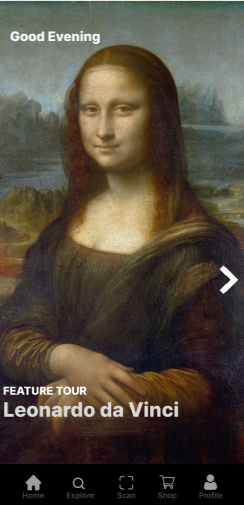 Good Evening
FEATURE TOUR
Leonardo da Vinci
Home Explore Scan Shop Profile